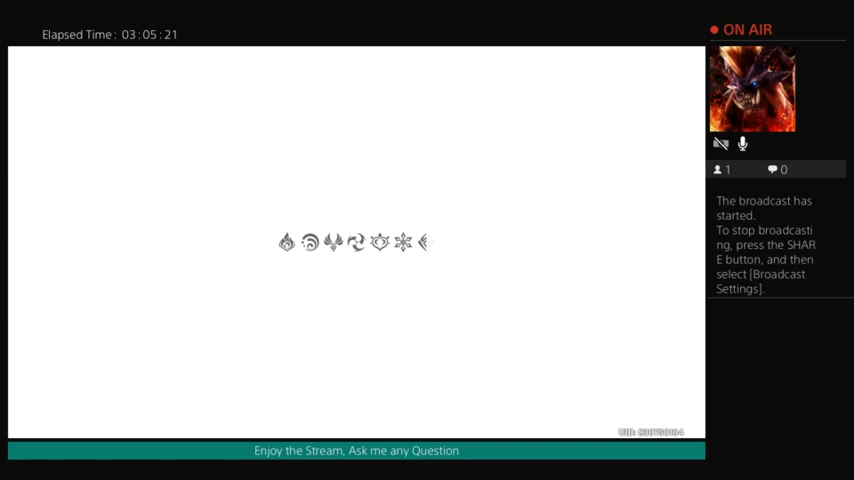 Elapsed Time: 03:05:21
ON AIR
1
0
The broadcast has
started.
To stop broadcasti
ng, press the SHAR
E button, and then
select [Broadcast
Settings].
Enjoy the Stream, Ask me any Question